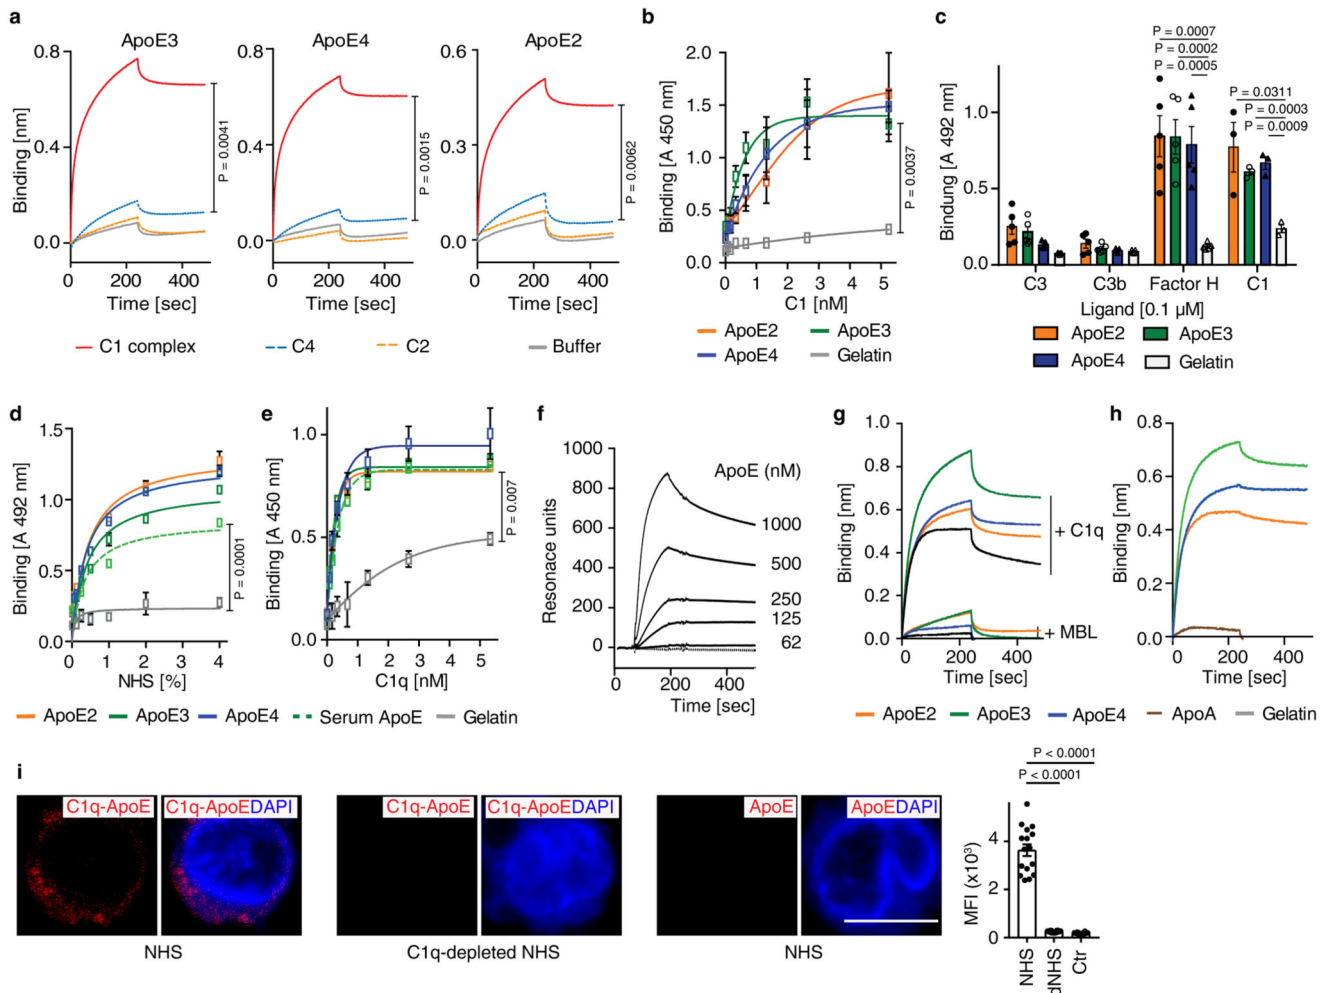 a
ApoE3
ApoE4
ApoE2
Binding [nm]
0.8
0.4
0.0
0.8
0.4
0.0
0.6
0.3
0.0
P = 0.0041
P = 0.0015
P = 0.0062
0 200 400
0 200 400
0 200 400
Time [sec]
Time [sec]
Time [sec]
C1 complex
C4
C2
Buffer
b
Binding [A 450 nm]
2.0
1.5
1.0
0.5
0.0
P = 0.0037
0 1 2 3 4 5
C1 [nM]
ApoE2
ApoE3
ApoE4
Gelatin
c
Bindung [A 492 nm]
1.0
0.5
0.0
P = 0.0007
P = 0.0002
P = 0.0005
P = 0.0311
P = 0.0003
P = 0.0009
C3
C3b
Factor H
C1
Ligand [0.1 µM]
ApoE2
ApoE3
ApoE4
Gelatin
d
Binding [A 492 nm]
1.5
1.0
0.5
0.0
P = 0.0001
0 1 2 3 4
NHS [%]
e
Binding [A 450 nm]
1.0
0.5
0.0
P = 0.007
0 1 2 3 4 5
C1q [nM]
ApoE2
ApoE3
ApoE4
Serum ApoE
Gelatin
f
Resonace units
1000
800
600
400
200
0
ApoE (nM)
1000
500
250
125
62
0 200 400
Time [sec]
g
Binding [nm]
1.0
0.8
0.6
0.4
0.2
0.0
+ C1q
+ MBL
0 200 400
Time [sec]
h
Binding [nm]
0.8
0.6
0.4
0.2
0.0
0 200 400
Time [sec]
ApoE2
ApoE3
ApoE4
ApoA
Gelatin
i
C1q-ApoE
C1q-ApoEDAPI
C1q-ApoE
C1q-ApoEDAPI
ApoE
ApoEDAPI
NHS
C1q-depleted NHS
NHS
P < 0.0001
P < 0.0001
MFI (x10³)
4
2
0
NHS
dNHS
Ctr